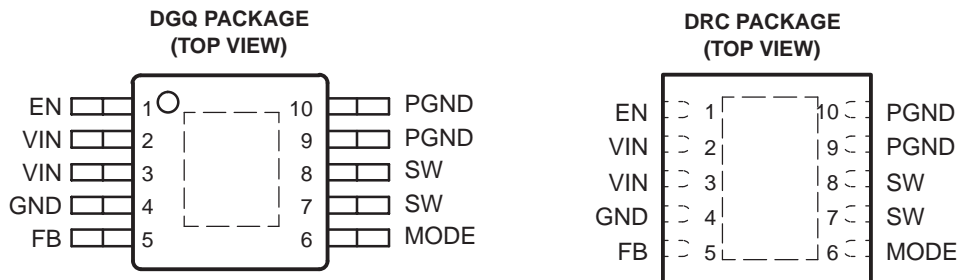 DGQ PACKAGE
(TOP VIEW)
EN 1 10 PGND
VIN 2 9 PGND
VIN 3 8 SW
GND 4 7 SW
FB 5 6 MODE
DRC PACKAGE
(TOP VIEW)
EN 1 10 PGND
VIN 2 9 PGND
VIN 3 8 SW
GND 4 7 SW
FB 5 6 MODE